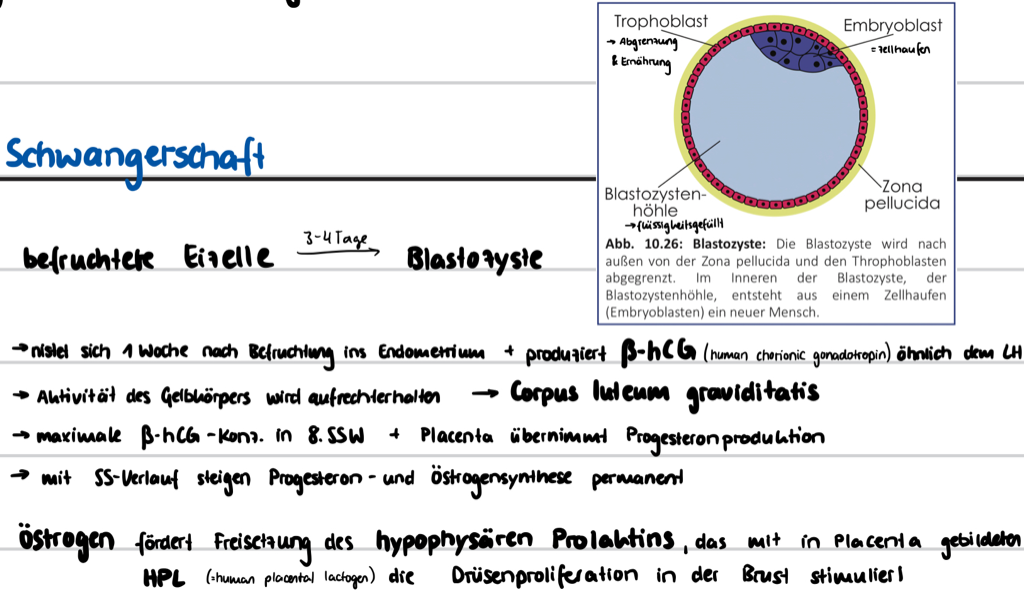 Trophoblast
→ Abgrenzung
& Ernährung
Embryoblast
= zellhaufen
Blastozysten-
höhle
→ flüssigkeitsgefüllt
Zona
pellucida
Abb. 10.26: Blastozyste: Die Blastozyste wird nach
außen von der Zona pellucida und den Throphoblasten
abgegrenzt. Im Inneren der Blastozyste, der
Blastozystenhöhle, entsteht aus einem Zellhaufen
(Embryoblasten) ein neuer Mensch.
Schwangerschaft
befruchtete Eizelle 3-4 Tage → Blastozyste
→ nistet sich 1 Woche nach Befruchtung ins Endometrium + produziert β-hCG (human chorionic gonadotropin) ähnlich dem LH
→ Aktivität des Gelbkörpers wird aufrechterhalten → Corpus luteum graviditatis
→ maximale β-hCG-Konz. in 8. SSW + Placenta übernimmt Progesteronproduktion
→ mit SS-Verlauf steigen Progesteron- und Östrogensynthese permanent
Östrogen fördert Freisetzung des hypophysären Prolaktins, das mit in Placenta gebildeten
HPL (=human placental lactogen) die Drüsenproliferation in der Brust stimuliert